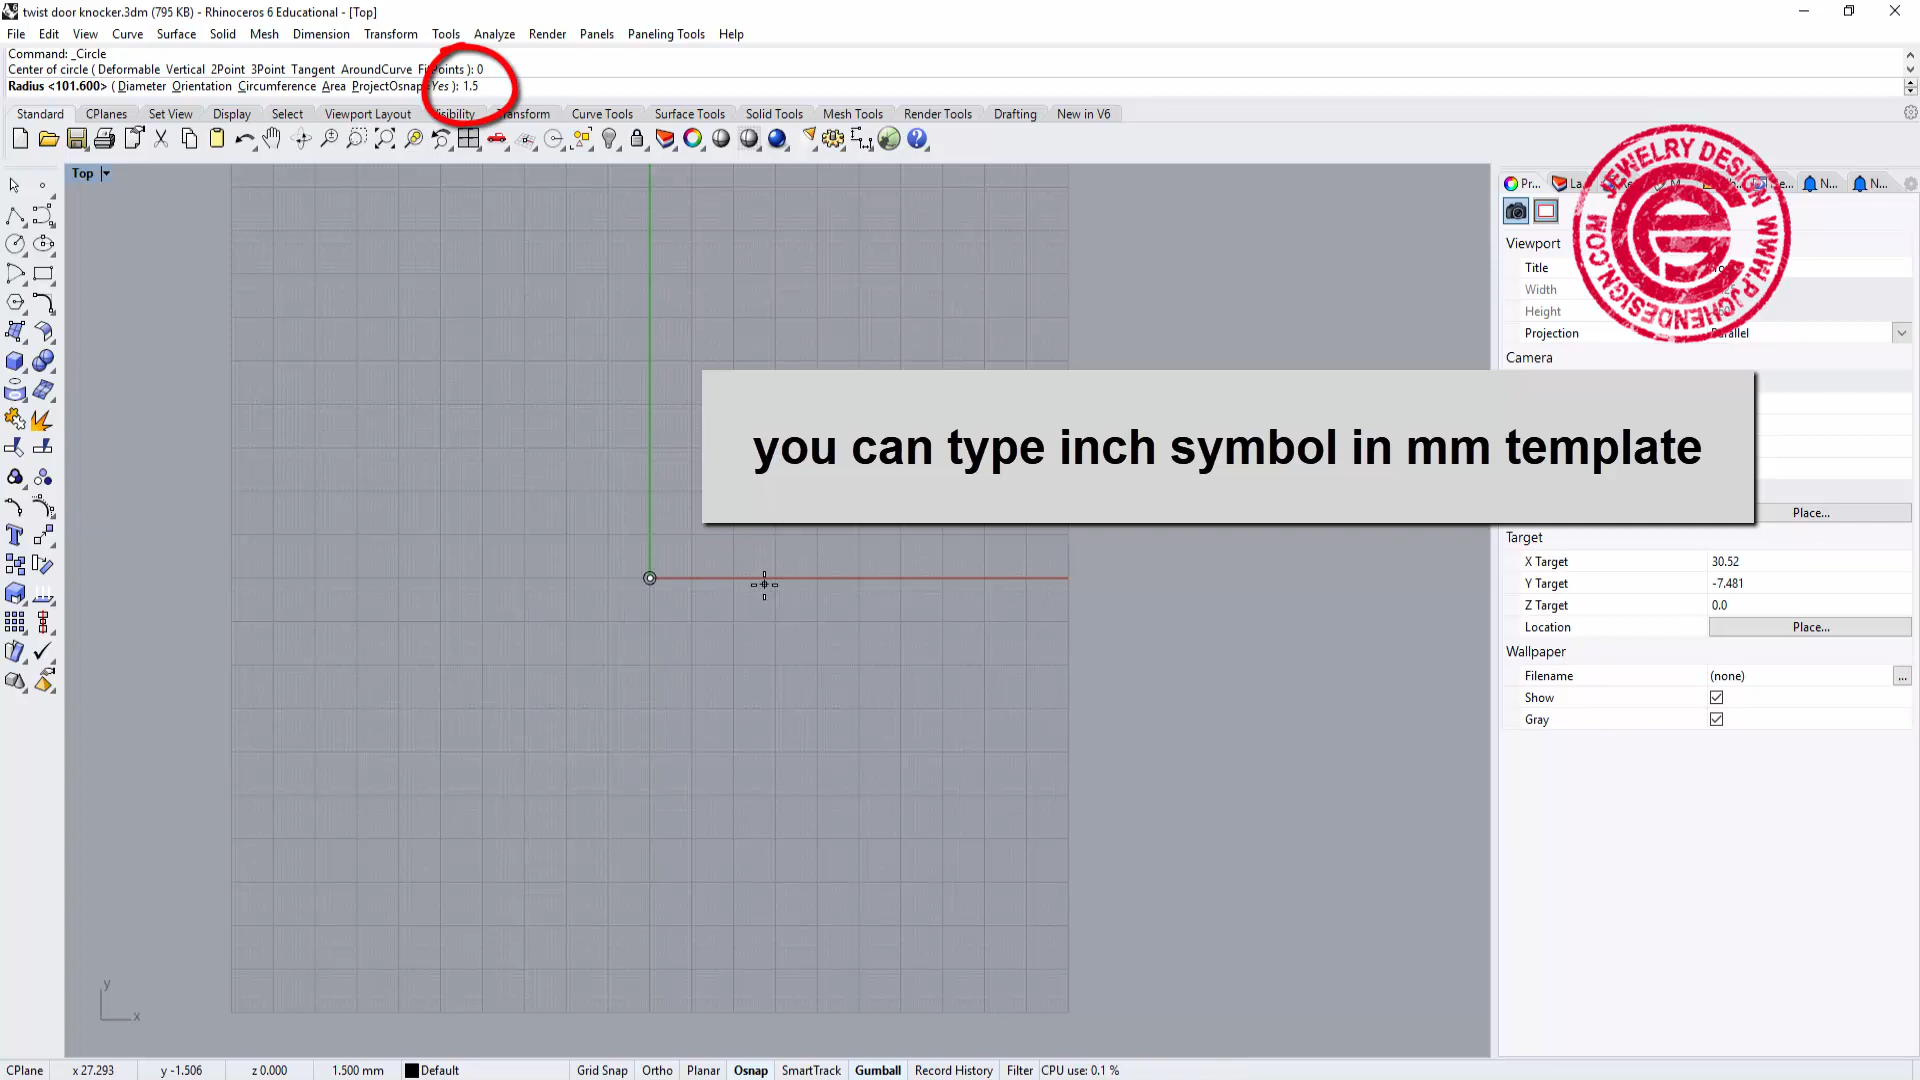 twist door knocker.3dm (795 KB) - Rhinoceros 6 Educational - [Top]
File Edit View Curve Surface Solid Mesh Dimension Transform Tools Analyze Render Panels Paneling Tools Help
Command: _Circle
Center of circle ( Deformable Vertical 2Point 3Point Tangent AroundCurve FitPoints ): 0
Radius <101.600> ( Diameter Orientation Circumference Area ProjectOsnap=Yes ): 1.5
Standard CPlanes Set View Display Select Viewport Layout Visibility Transform Curve Tools Surface Tools Solid Tools Mesh Tools Render Tools Drafting New in V6
Top
Pr... La... N... N...
JEWELRY DESIGN WWW.PJCHENDESIGN.COM
Viewport
Title
Width
Height
Projection Parallel
Camera
you can type inch symbol in mm template
Place...
Target
X Target 30.52
Y Target -7.481
Z Target 0.0
Location Place...
Wallpaper
Filename (none) ...
Show
Gray
y
x
CPlane x 27.293 y -1.506 z 0.000 1.500 mm Default Grid Snap Ortho Planar Osnap SmartTrack Gumball Record History Filter CPU use: 0.1 %